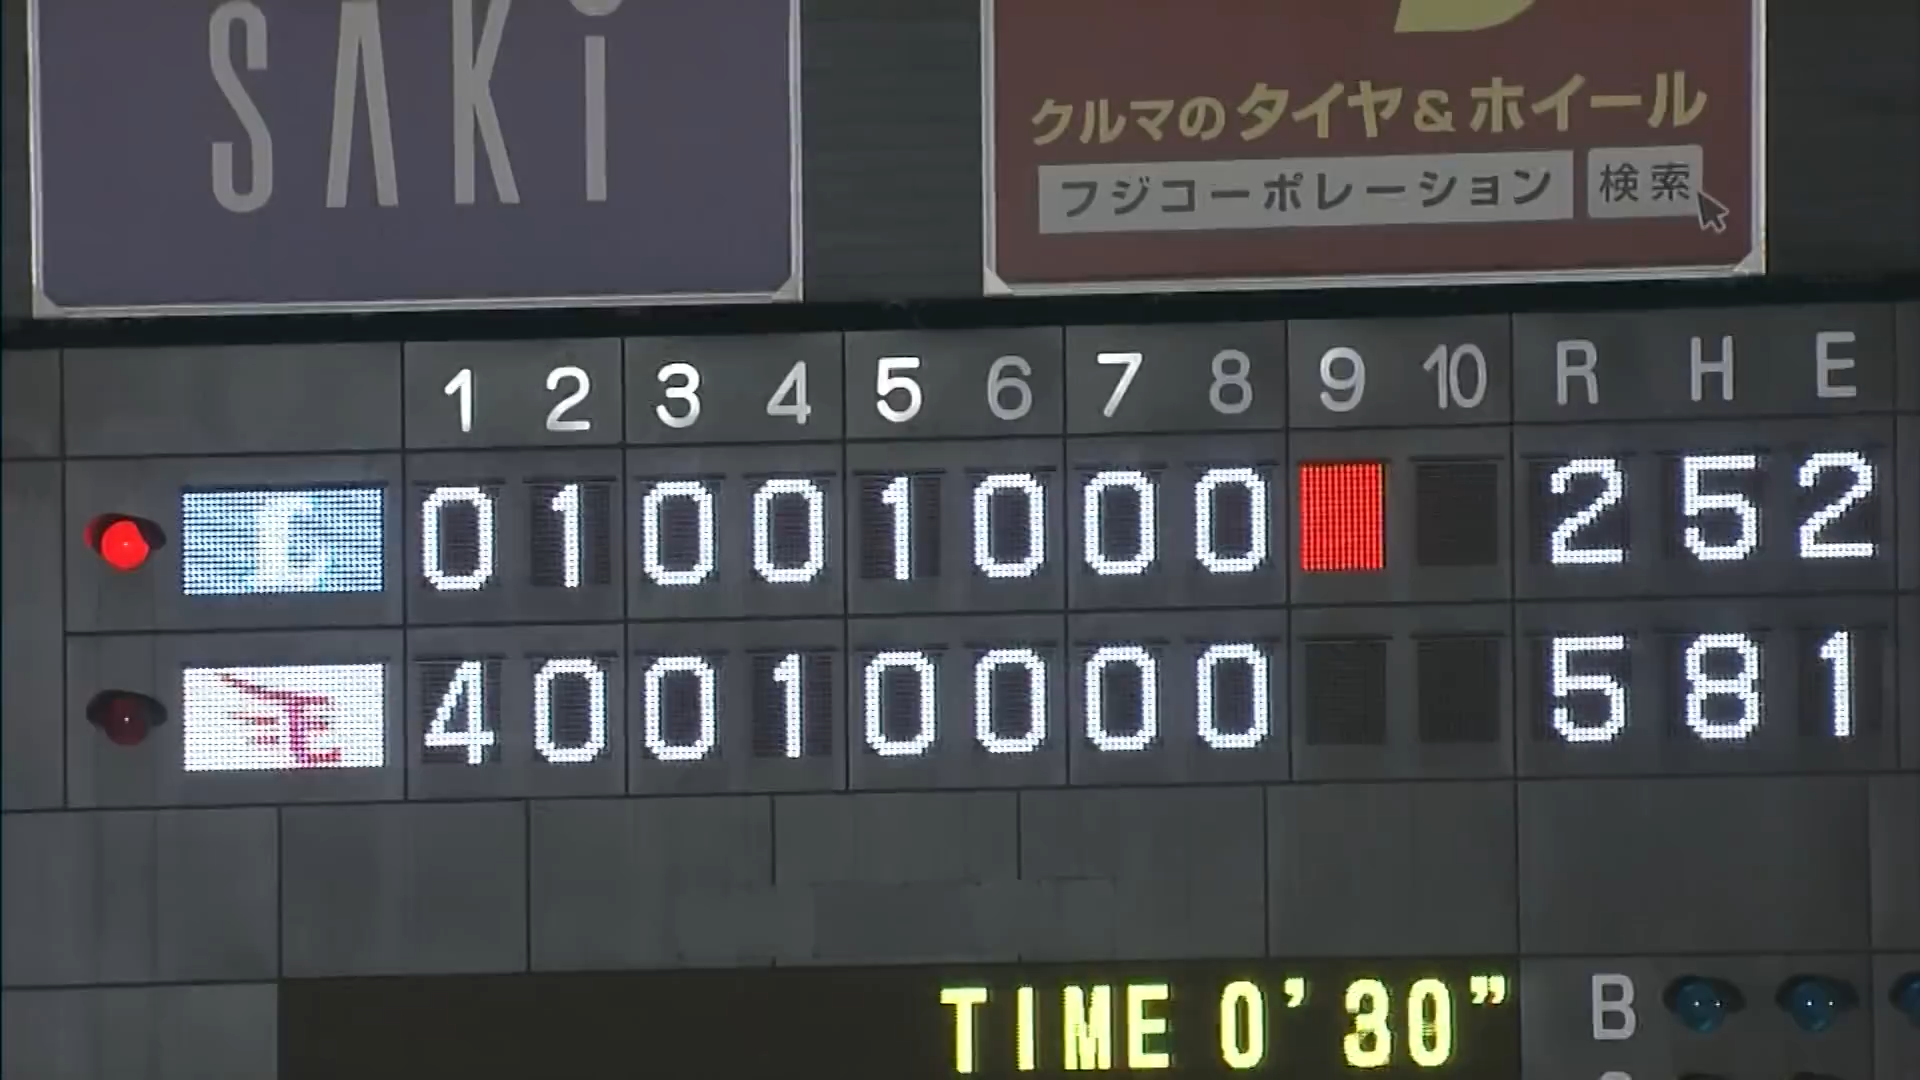 SAKi
クルマのタイヤ&ホイール
フジコーポレーション 検索
1 2 3 4 5 6 7 8 9 10 R H E
L 0 1 0 0 1 0 0 0 2 5 2
E 4 0 0 1 0 0 0 0 5 8 1
TIME 0'30"
B